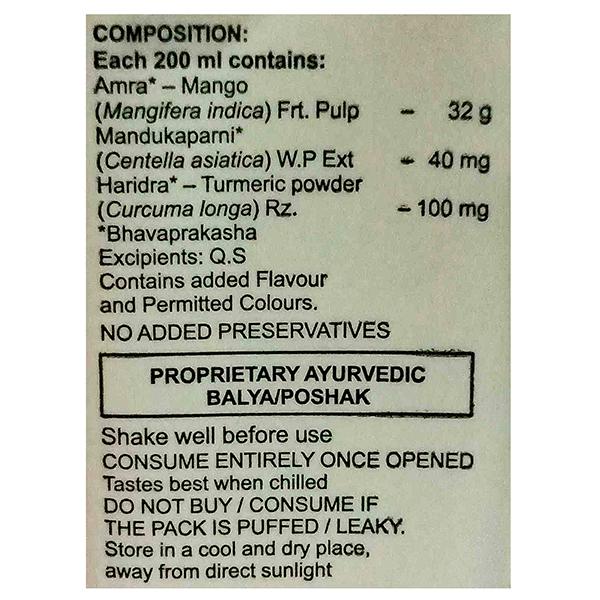 COMPOSITION:
Each 200 ml contains:
Amra* – Mango
(Mangifera indica) Frt. Pulp – 32 g
Mandukaparni*
(Centella asiatica) W.P Ext – 40 mg
Haridra* – Turmeric powder
(Curcuma longa) Rz. – 100 mg
*Bhavaprakasha
Excipients: Q.S
Contains added Flavour
and Permitted Colours.
NO ADDED PRESERVATIVES
PROPRIETARY AYURVEDIC
BALYA/POSHAK
Shake well before use
CONSUME ENTIRELY ONCE OPENED
Tastes best when chilled
DO NOT BUY / CONSUME IF
THE PACK IS PUFFED / LEAKY.
Store in a cool and dry place,
away from direct sunlight